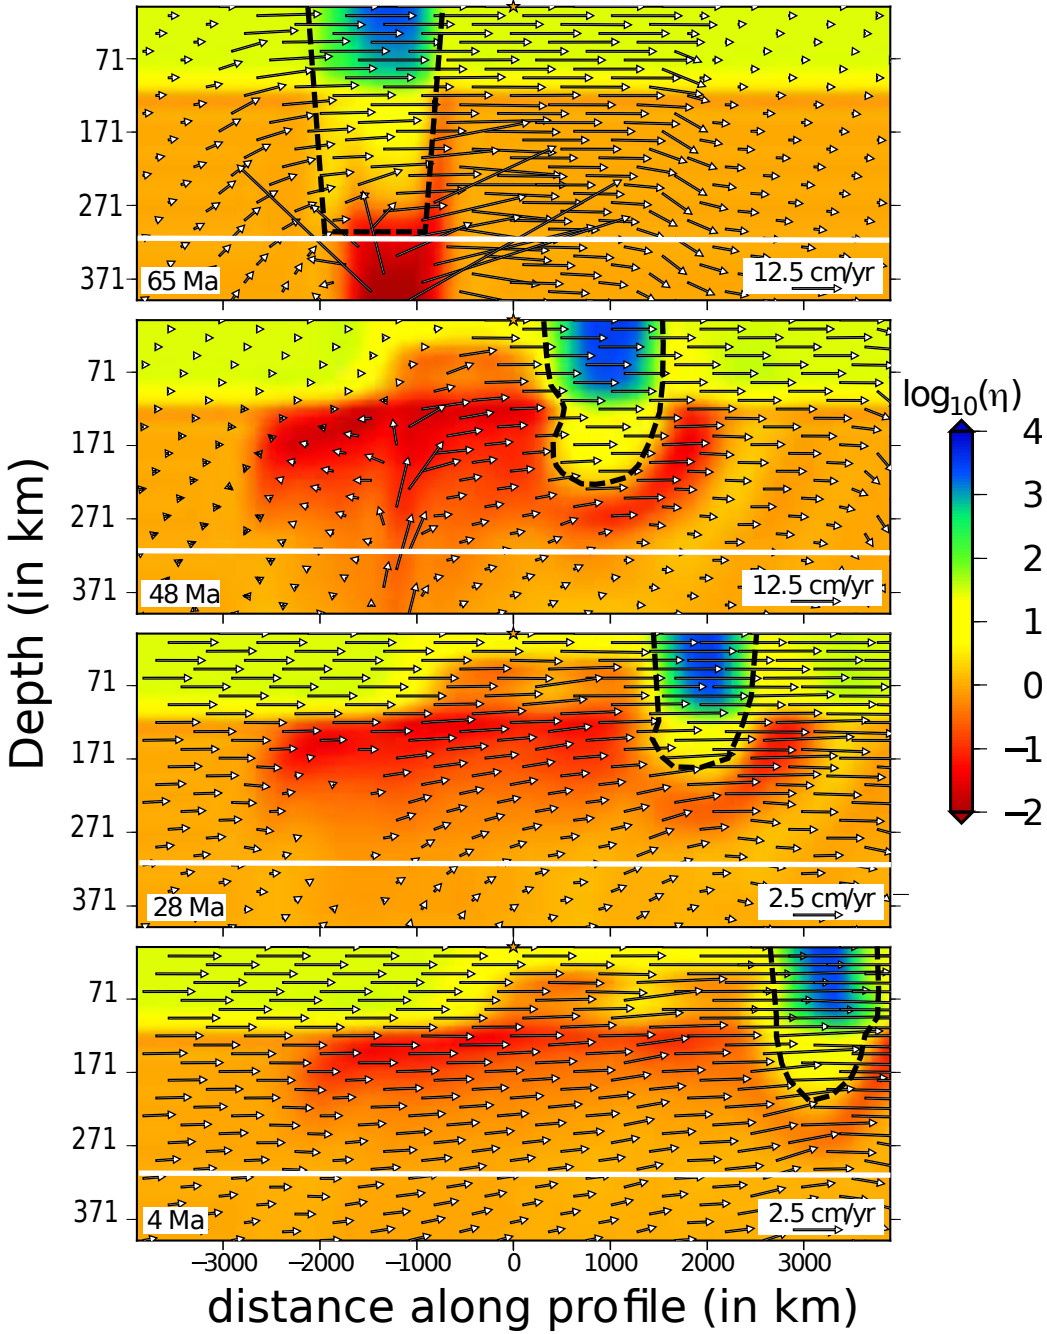 71
171
271
371
65 Ma
12.5 cm/yr
71
171
271
371
48 Ma
12.5 cm/yr
71
171
271
371
28 Ma
2.5 cm/yr
71
171
271
371
4 Ma
2.5 cm/yr
−3000 −2000 −1000 0 1000 2000 3000
distance along profile (in km)
Depth (in km)
log10(η)
4
3
2
1
0
−1
−2